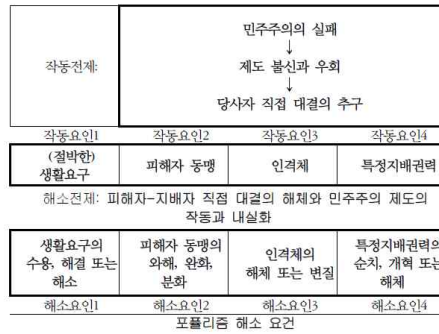 민주주의의 실패
↓
작동전제:
제도 불신과 우회
↓
당사자 직접 대결의 추구
작동요인1 작동요인2 작동요인3 작동요인4
(절박한)
생활요구
피해자 동맹
인격체
특정지배권력
해소전제: 피해자-지배자 직접 대결의 해체와 민주주의 제도의
작동과 내실화
생활요구의
수용, 해결 또는
해소
피해자 동맹의
와해, 완화,
분화
인격체의
해체 또는 변질
특정지배권력의
순치, 개혁 또는
해체
해소요인1 해소요인2 해소요인3 해소요인4
포퓰리즘 해소 요건